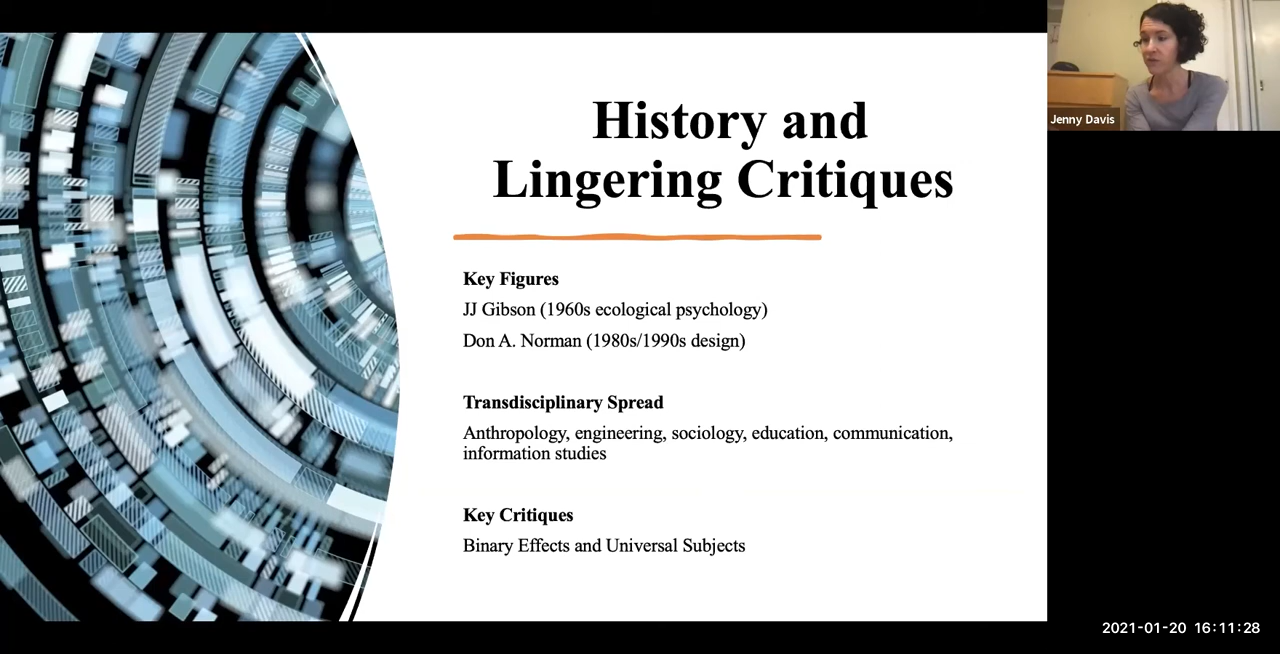 History and
Lingering Critiques
Key Figures
JJ Gibson (1960s ecological psychology)
Don A. Norman (1980s/1990s design)
Transdisciplinary Spread
Anthropology, engineering, sociology, education, communication,
information studies
Key Critiques
Binary Effects and Universal Subjects
Jenny Davis
2021-01-20 16:11:28